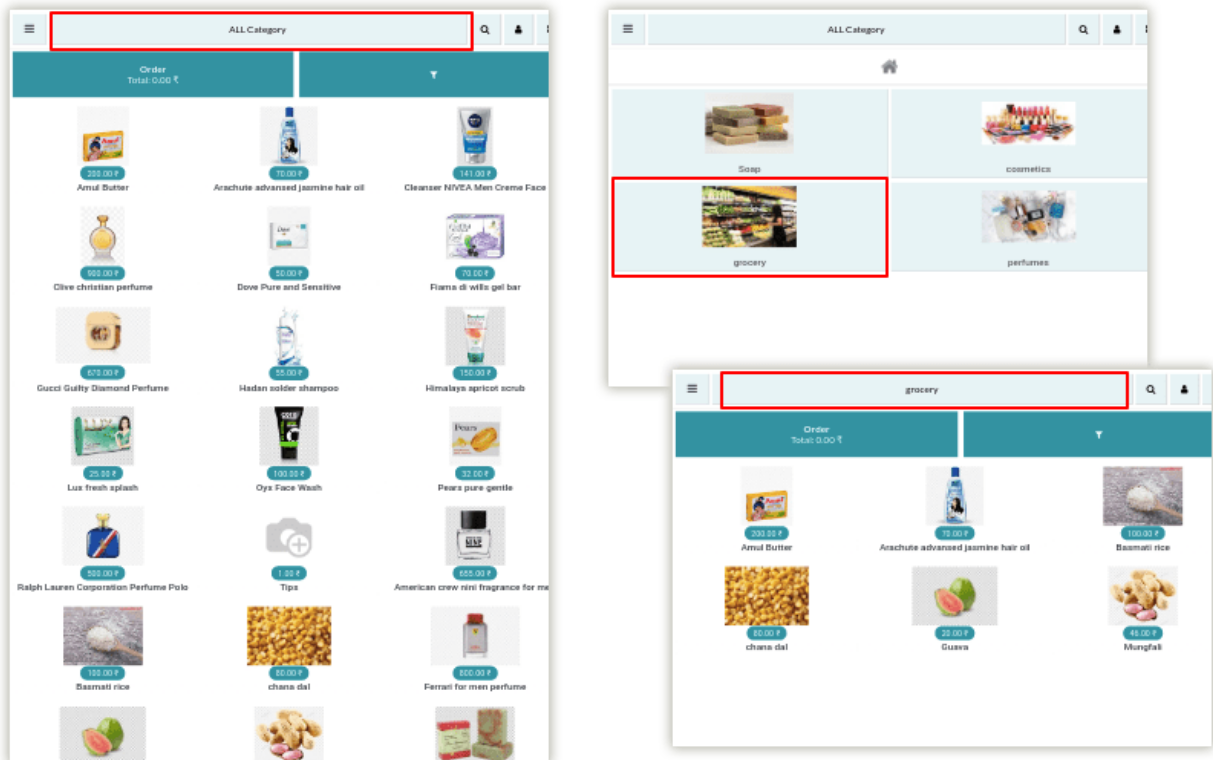 ALL Category
Order
Total: 0.00 ₹
200.00 ₹
70.00 ₹
141.00 ₹
Amul Butter
Arachute advansed jasmine hair oil
Cleanser NIVEA Men Creme Face
900.00 ₹
50.00 ₹
70.00 ₹
Clive christian perfume
Dove Pure and Sensitive
Fiama di wills gel bar
670.00 ₹
55.00 ₹
150.00 ₹
Gucci Guilty Diamond Perfume
Hadan solder shampoo
Himalaya apricot scrub
LUX
Pears
25.00 ₹
100.00 ₹
32.00 ₹
Lux fresh splash
Oyx Face Wash
Pears pure gentle
500.00 ₹
1.00 ₹
655.00 ₹
Ralph Lauren Corporation Perfume Polo
Tips
American crew nini fragrance for me
100.00 ₹
80.00 ₹
800.00 ₹
Basmati rice
chana dal
Ferrari for men perfume
ALL Category
Soap
cosmetics
grocery
perfumes
grocery
Order
Total: 0.00 ₹
200.00 ₹
70.00 ₹
100.00 ₹
Amul Butter
Arachute advansed jasmine hair oil
Basmati rice
80.00 ₹
20.00 ₹
46.00 ₹
chana dal
Guava
Mungfali